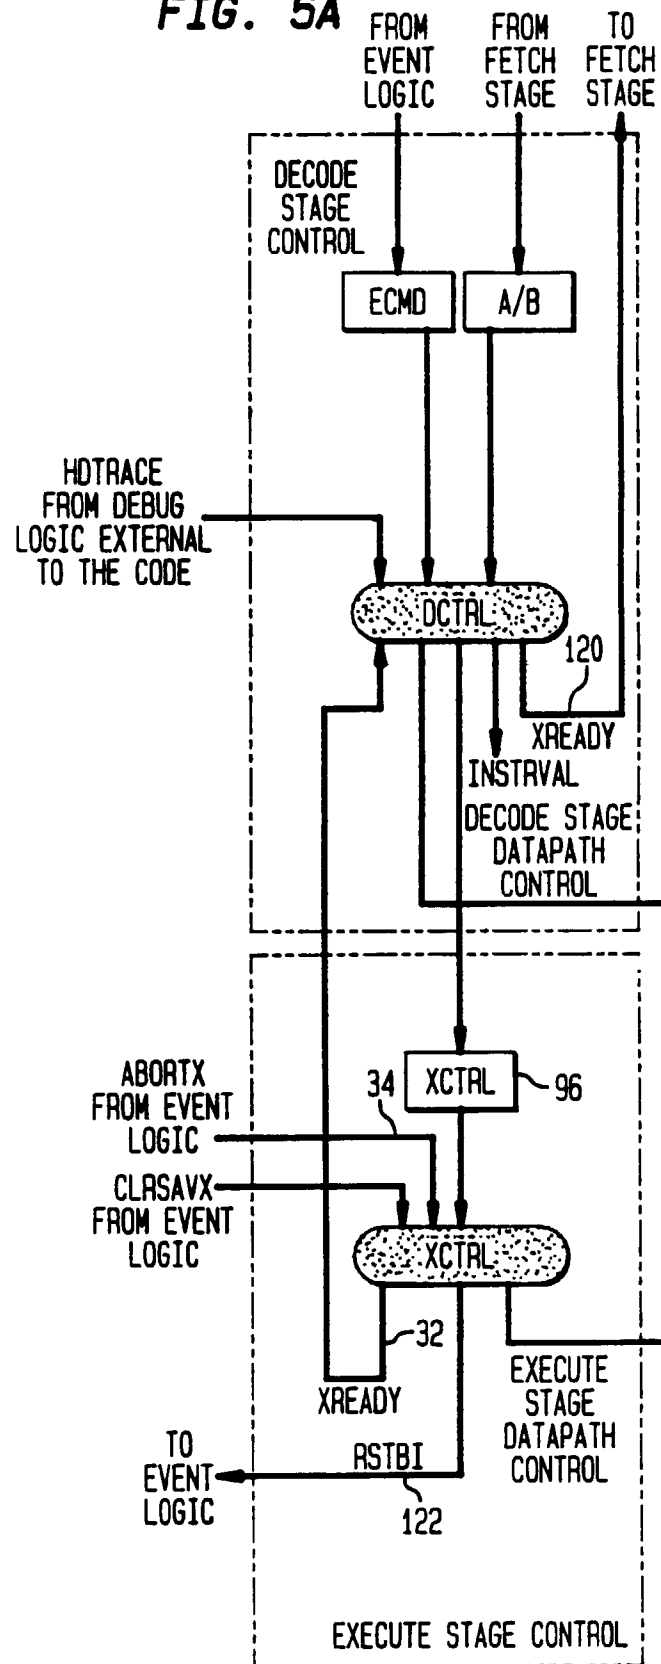 FIG. 5A
FROM
EVENT
LOGIC
FROM
FETCH
STAGE
TO
FETCH
STAGE
DECODE
STAGE
CONTROL
ECMD
A/B
HDTRACE
FROM DEBUG
LOGIC EXTERNAL
TO THE CODE
DCTRL
120
XREADY
INSTRVAL
DECODE STAGE
DATAPATH
CONTROL
XCTRL
96
ABORTX
FROM EVENT
LOGIC
34
CLRSAVX
FROM EVENT
LOGIC
XCTRL
32
XREADY
EXECUTE
STAGE
DATAPATH
CONTROL
TO
EVENT
LOGIC
RSTBI
122
EXECUTE STAGE CONTROL